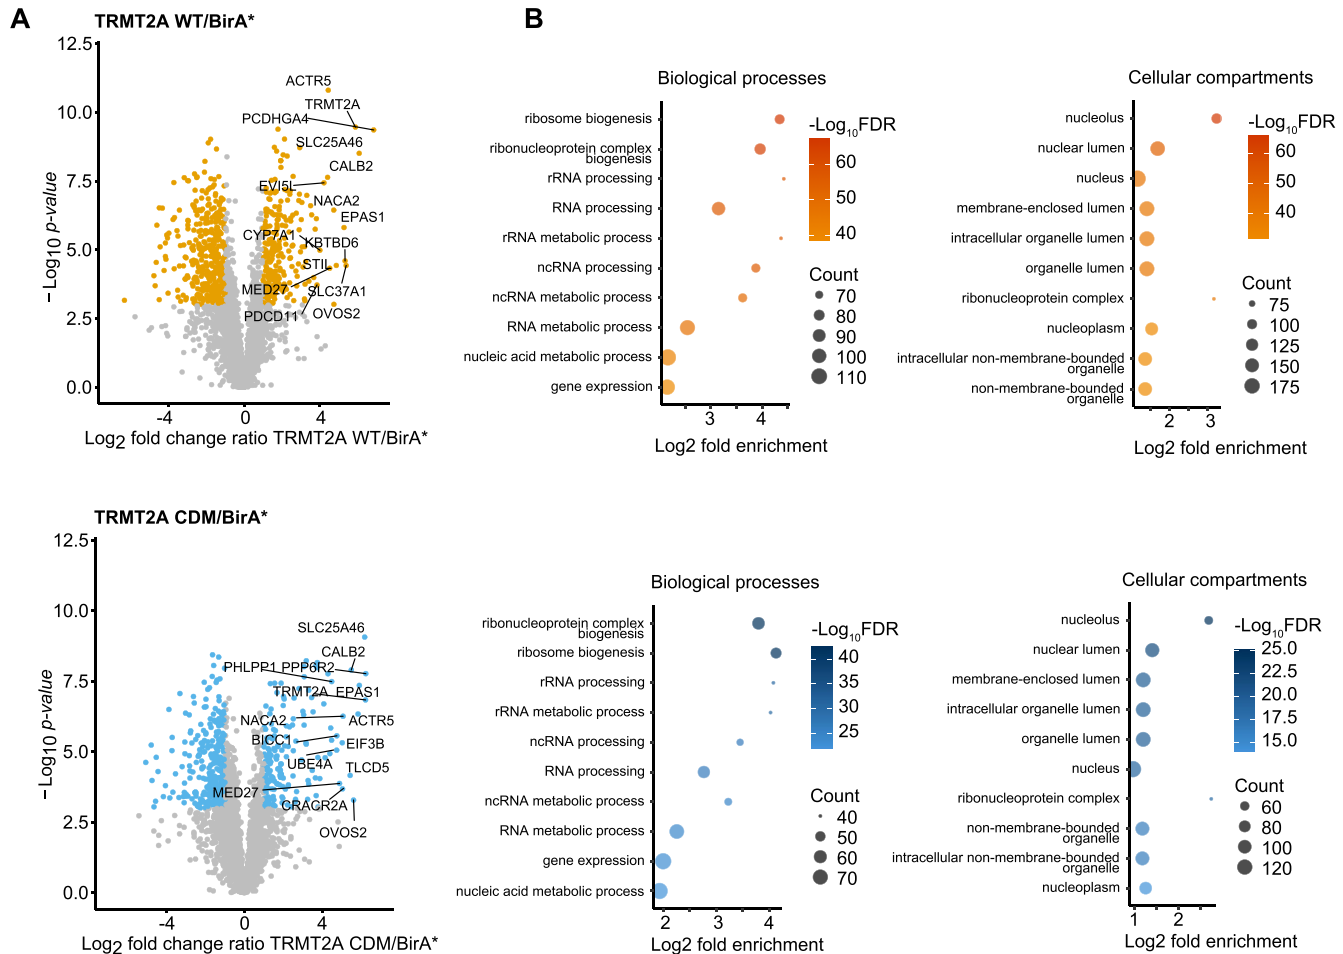 A
TRMT2A WT/BirA*
12.5
10.0
7.5
5.0
2.5
0.0
−Log10 p-value
ACTR5
TRMT2A
PCDHGA4
SLC25A46
CALB2
EVI5L
NACA2
EPAS1
CYP7A1
KBTBD6
STIL
MED27
SLC37A1
PDCD11
OVOS2
-4 0 4
Log2 fold change ratio TRMT2A WT/BirA*
B
Biological processes
ribosome biogenesis
ribonucleoprotein complex
biogenesis
rRNA processing
RNA processing
rRNA metabolic process
ncRNA processing
ncRNA metabolic process
RNA metabolic process
nucleic acid metabolic process
gene expression
3 4
Log2 fold enrichment
-Log10FDR
60
50
40
Count
70
80
90
100
110
Cellular compartments
nucleolus
nuclear lumen
nucleus
membrane-enclosed lumen
intracellular organelle lumen
organelle lumen
ribonucleoprotein complex
nucleoplasm
intracellular non-membrane-bounded
organelle
non-membrane-bounded
organelle
2 3
Log2 fold enrichment
-Log10FDR
60
50
40
Count
75
100
125
150
175
TRMT2A CDM/BirA*
12.5
10.0
7.5
5.0
2.5
0.0
−Log10 p-value
SLC25A46
CALB2
PHLPP1
PPP6R2
TRMT2A
EPAS1
NACA2
ACTR5
BICC1
EIF3B
UBE4A
TLCD5
MED27
CRACR2A
OVOS2
-4 0 4
Log2 fold change ratio TRMT2A CDM/BirA*
Biological processes
ribonucleoprotein complex
biogenesis
ribosome biogenesis
rRNA processing
rRNA metabolic process
ncRNA processing
RNA processing
ncRNA metabolic process
RNA metabolic process
gene expression
nucleic acid metabolic process
2 3 4
Log2 fold enrichment
-Log10FDR
40
35
30
25
Count
40
50
60
70
Cellular compartments
nucleolus
nuclear lumen
membrane-enclosed lumen
intracellular organelle lumen
organelle lumen
nucleus
ribonucleoprotein complex
non-membrane-bounded
organelle
intracellular non-membrane-bounded
organelle
nucleoplasm
1 2
Log2 fold enrichment
-Log10FDR
25.0
22.5
20.0
17.5
15.0
Count
60
80
100
120